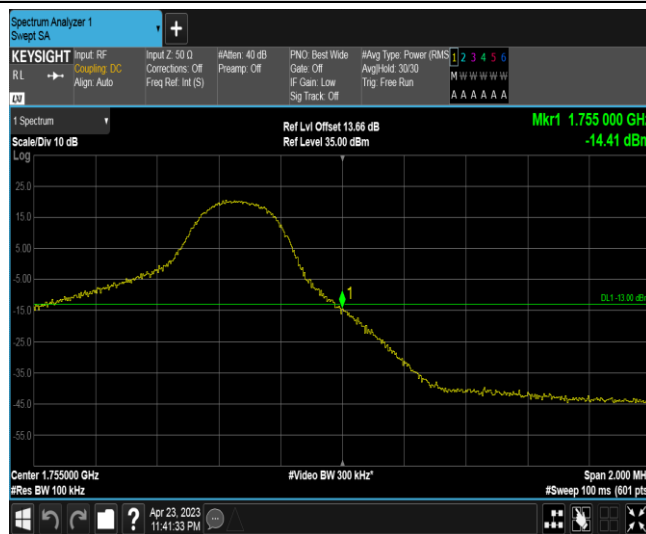 Spectrum Analyzer 1
Swept SA
+
KEYSIGHT
RL
LXI
Input: RF
Coupling: DC
Align: Auto
Input Z: 50 Ω
Corrections: Off
Freq Ref: Int (S)
#Atten: 40 dB
Preamp: Off
PNO: Best Wide
Gate: Off
IF Gain: Low
Sig Track: Off
#Avg Type: Power (RMS
Avg|Hold: 30/30
Trig: Free Run
1 2 3 4 5 6
M W W W W W
A A A A A A
1 Spectrum
Scale/Div 10 dB
Log
Ref Lvl Offset 13.66 dB
Ref Level 35.00 dBm
Mkr1 1.755 000 GHz
-14.41 dBm
25.0
15.0
5.00
-5.00
-15.0
-25.0
-35.0
-45.0
-55.0
1
DL1 -13.00 dBm
Center 1.755000 GHz
#Res BW 100 kHz
#Video BW 300 kHz*
Span 2.000 MH
#Sweep 100 ms (601 pts
?
Apr 23, 2023
11:41:33 PM